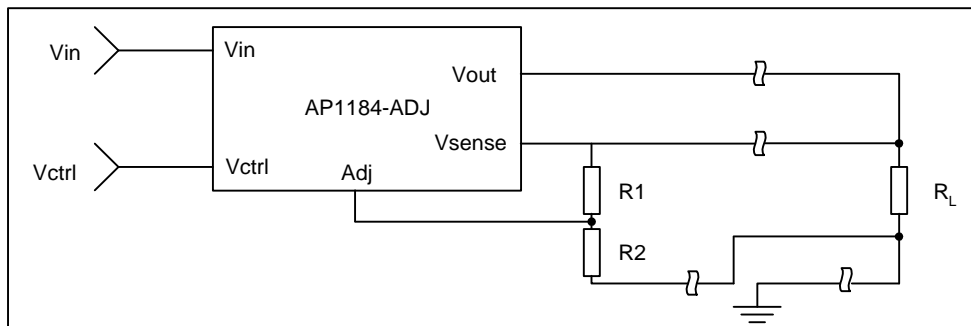 Vin
Vin
Vout
AP1184-ADJ
Vsense
Vctrl
Vctrl
Adj
R1
RL
R2